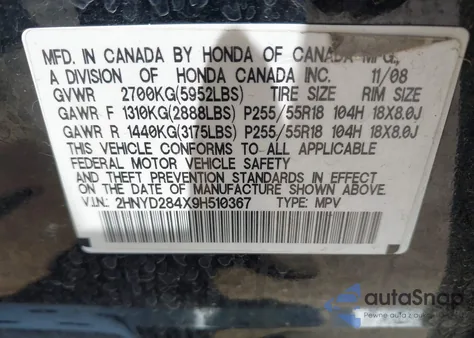 MFD. IN CANADA BY HONDA OF CANADA MFG.,
A DIVISION OF HONDA CANADA INC. 11/08
GVWR 2700KG(5952LBS) TIRE SIZE RIM SIZE
GAWR F 1310KG(2888LBS) P255/55R18 104H 18X8.0J
GAWR R 1440KG(3175LBS) P255/55R18 104H 18X8.0J
THIS VEHICLE CONFORMS TO ALL APPLICABLE
FEDERAL MOTOR VEHICLE SAFETY
AND THEFT PREVENTION STANDARDS IN EFFECT
ON THE DATE OF MANUFACTURE SHOWN ABOVE.
V.I.N.: 2HNYD284X9H510367 TYPE: MPV
autoSnap